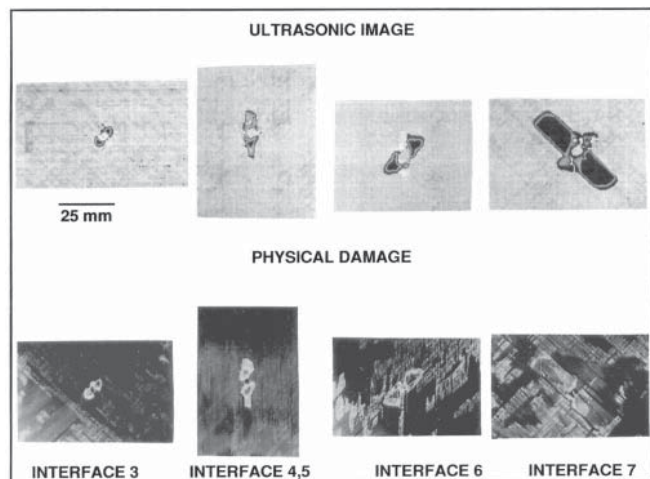 ULTRASONIC IMAGE
25 mm
PHYSICAL DAMAGE
INTERFACE 3 INTERFACE 4,5 INTERFACE 6 INTERFACE 7